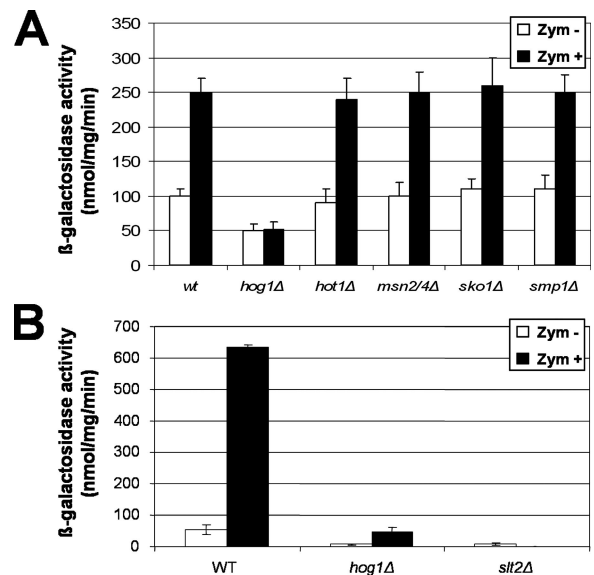 A
ß-galactosidase activity
(nmol/mg/min)
350
300
250
200
150
100
50
0
Zym -
Zym +
wt hog1Δ hot1Δ msn2/4Δ sko1Δ smp1Δ
B
ß-galactosidase activity
(nmol/mg/min)
700
600
500
400
300
200
100
0
Zym -
Zym +
WT hog1Δ slt2Δ